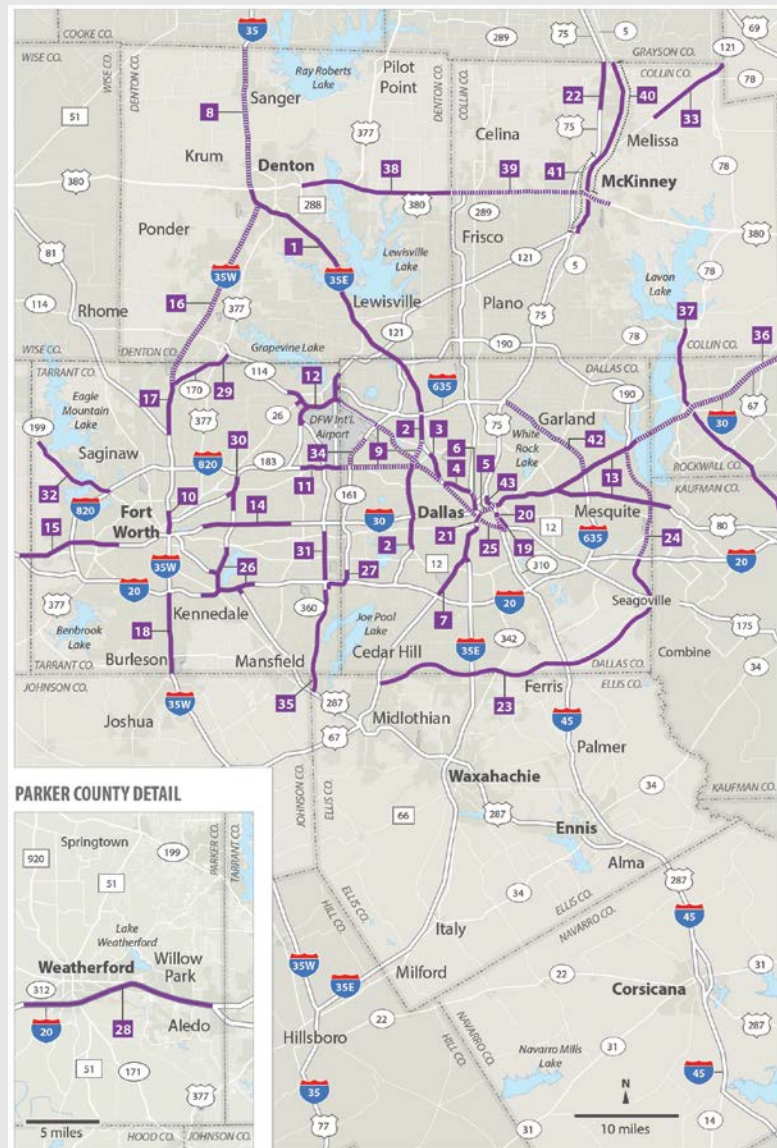 35
COOKE CO.
WISE CO.
WISE CO.
DENTON CO.
51
Ray Roberts
Lake
Pilot
Point
DENTON CO.
COLLIN CO.
289
75
5
GRAYSON CO.
COLLIN CO.
69
121
78
8
Sanger
22
40
33
377
Celina
75
Melissa
Krum
Denton
38
39
41
McKinney
78
380
288
380
289
380
Ponder
1
Frisco
121
5
81
35W
35E
Lewisville
Lake
Lavon
Lake
78
114
Rhome
16
377
Lewisville
Plano
75
37
121
190
78
COLLIN CO.
36
WISE CO.
TARRANT CO.
DENTON CO.
Grapevine Lake
DALLAS CO.
Eagle
Mountain
Lake
17
170
29
114
12
635
190
67
199
377
26
DFW Int'l.
Airport
2
3
6
75
White
Rock
Lake
Garland
42
30
Saginaw
30
34
9
5
ROCKWALL CO.
820
183
4
43
13
KAUFMAN CO.
32
11
161
820
10
14
30
Dallas
20
Mesquite
15
Fort
Worth
21
12
80
31
2
25
19
635
24
35W
26
27
12
310
20
20
360
7
20
Seagoville
377
Kennedale
Joe Pool
Lake
342
175
Benbrook
Lake
18
35E
Combine
Burleson
Mansfield
Cedar Hill
DALLAS CO.
34
TARRANT CO.
JOHNSON CO.
35
Ferris
ELLIS CO.
35W
287
23
Joshua
67
Midlothian
45
Palmer
Waxahachie
34
KAUFMAN CO.
PARKER COUNTY DETAIL
JOHNSON CO.
ELLIS CO.
66
287
Ennis
Springtown
199
PARKER CO.
TARRANT CO.
920
51
Alma
287
34
ELLIS CO.
NAVARRO CO.
Lake
Weatherford
ELLIS CO.
HILL CO.
Italy
45
Weatherford
Willow
Park
35W
Milford
22
31
312
35E
Corsicana
20
28
Aledo
22
287
Hillsboro
NAVARRO CO.
HILL CO.
31
51
171
Navarro Mills
Lake
45
377
35
N
5 miles
77
10 miles
14
HOOD CO.
JOHNSON CO.
31